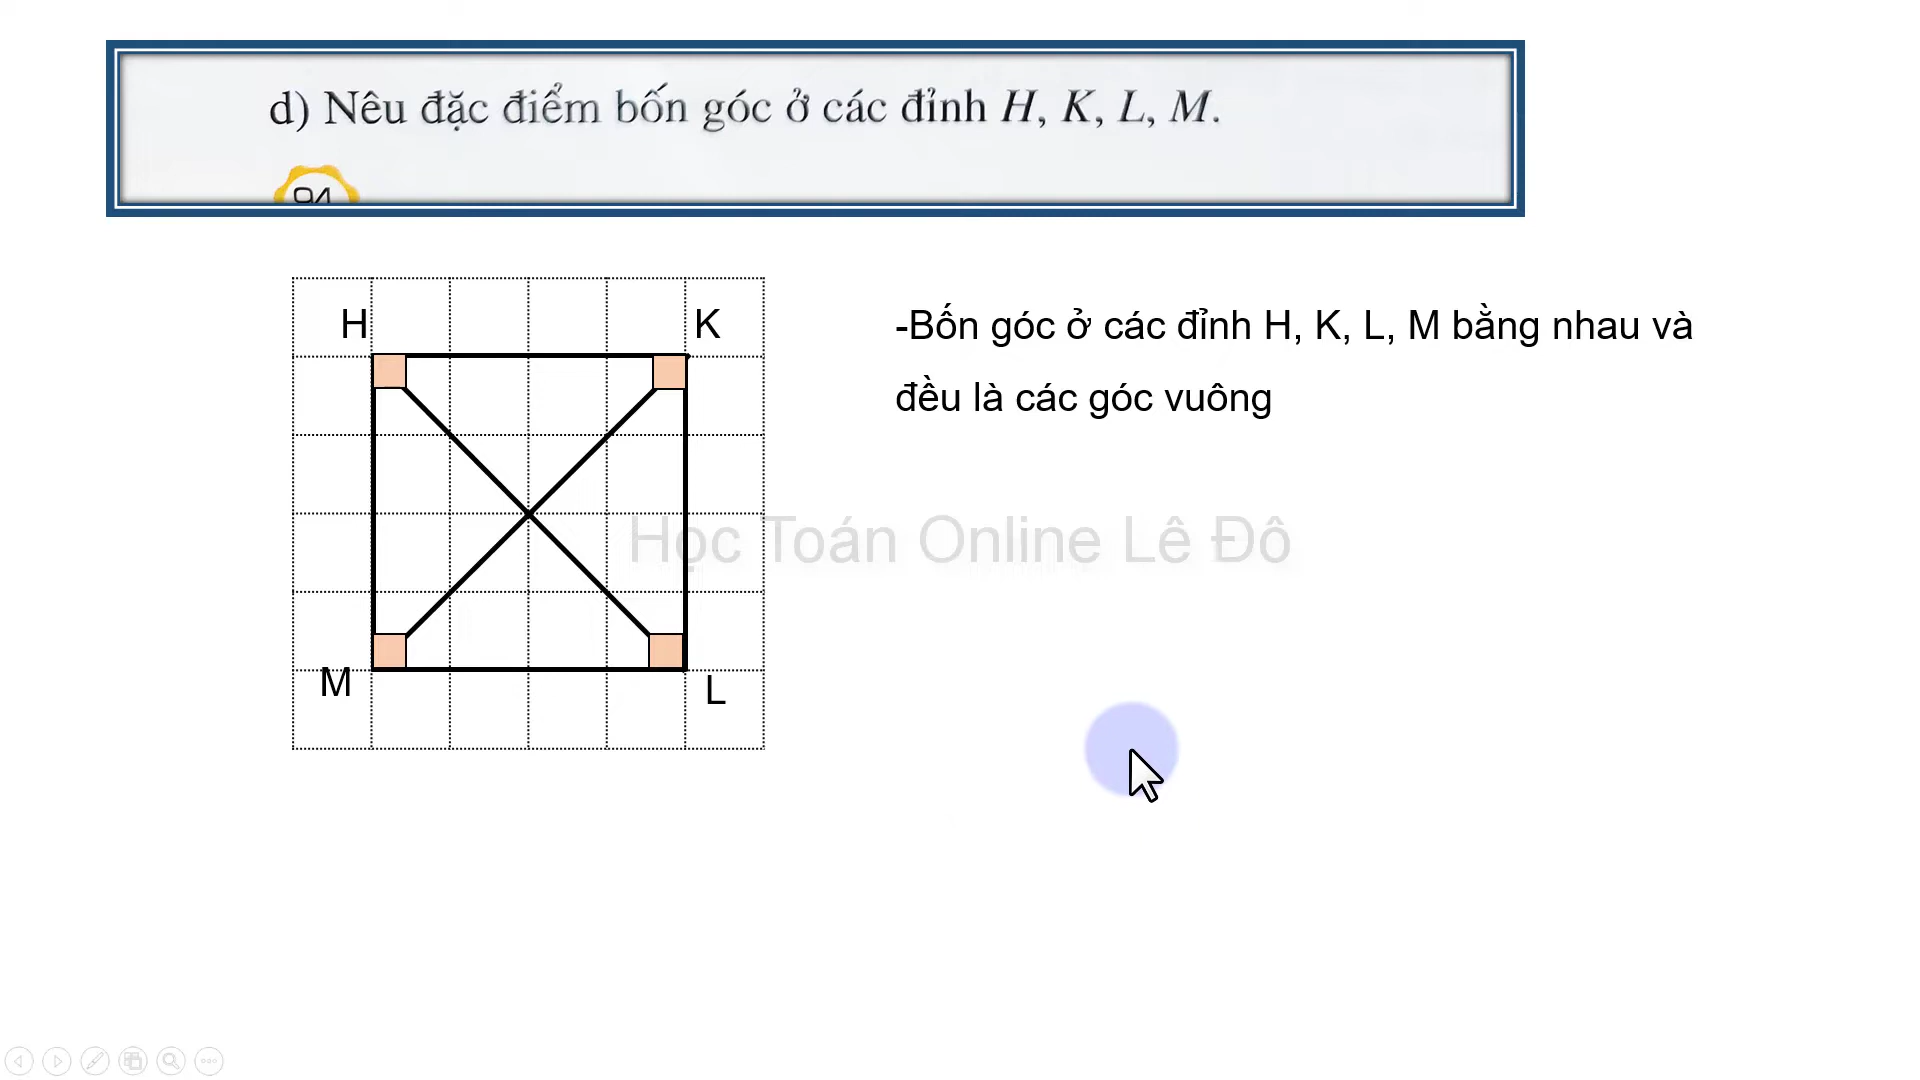 d) Nêu đặc điểm bốn góc ở các đỉnh H, K, L, M.
94
H
K
-Bốn góc ở các đỉnh H, K, L, M bằng nhau và
đều là các góc vuông
Học Toán Online Lê Đô
M
L